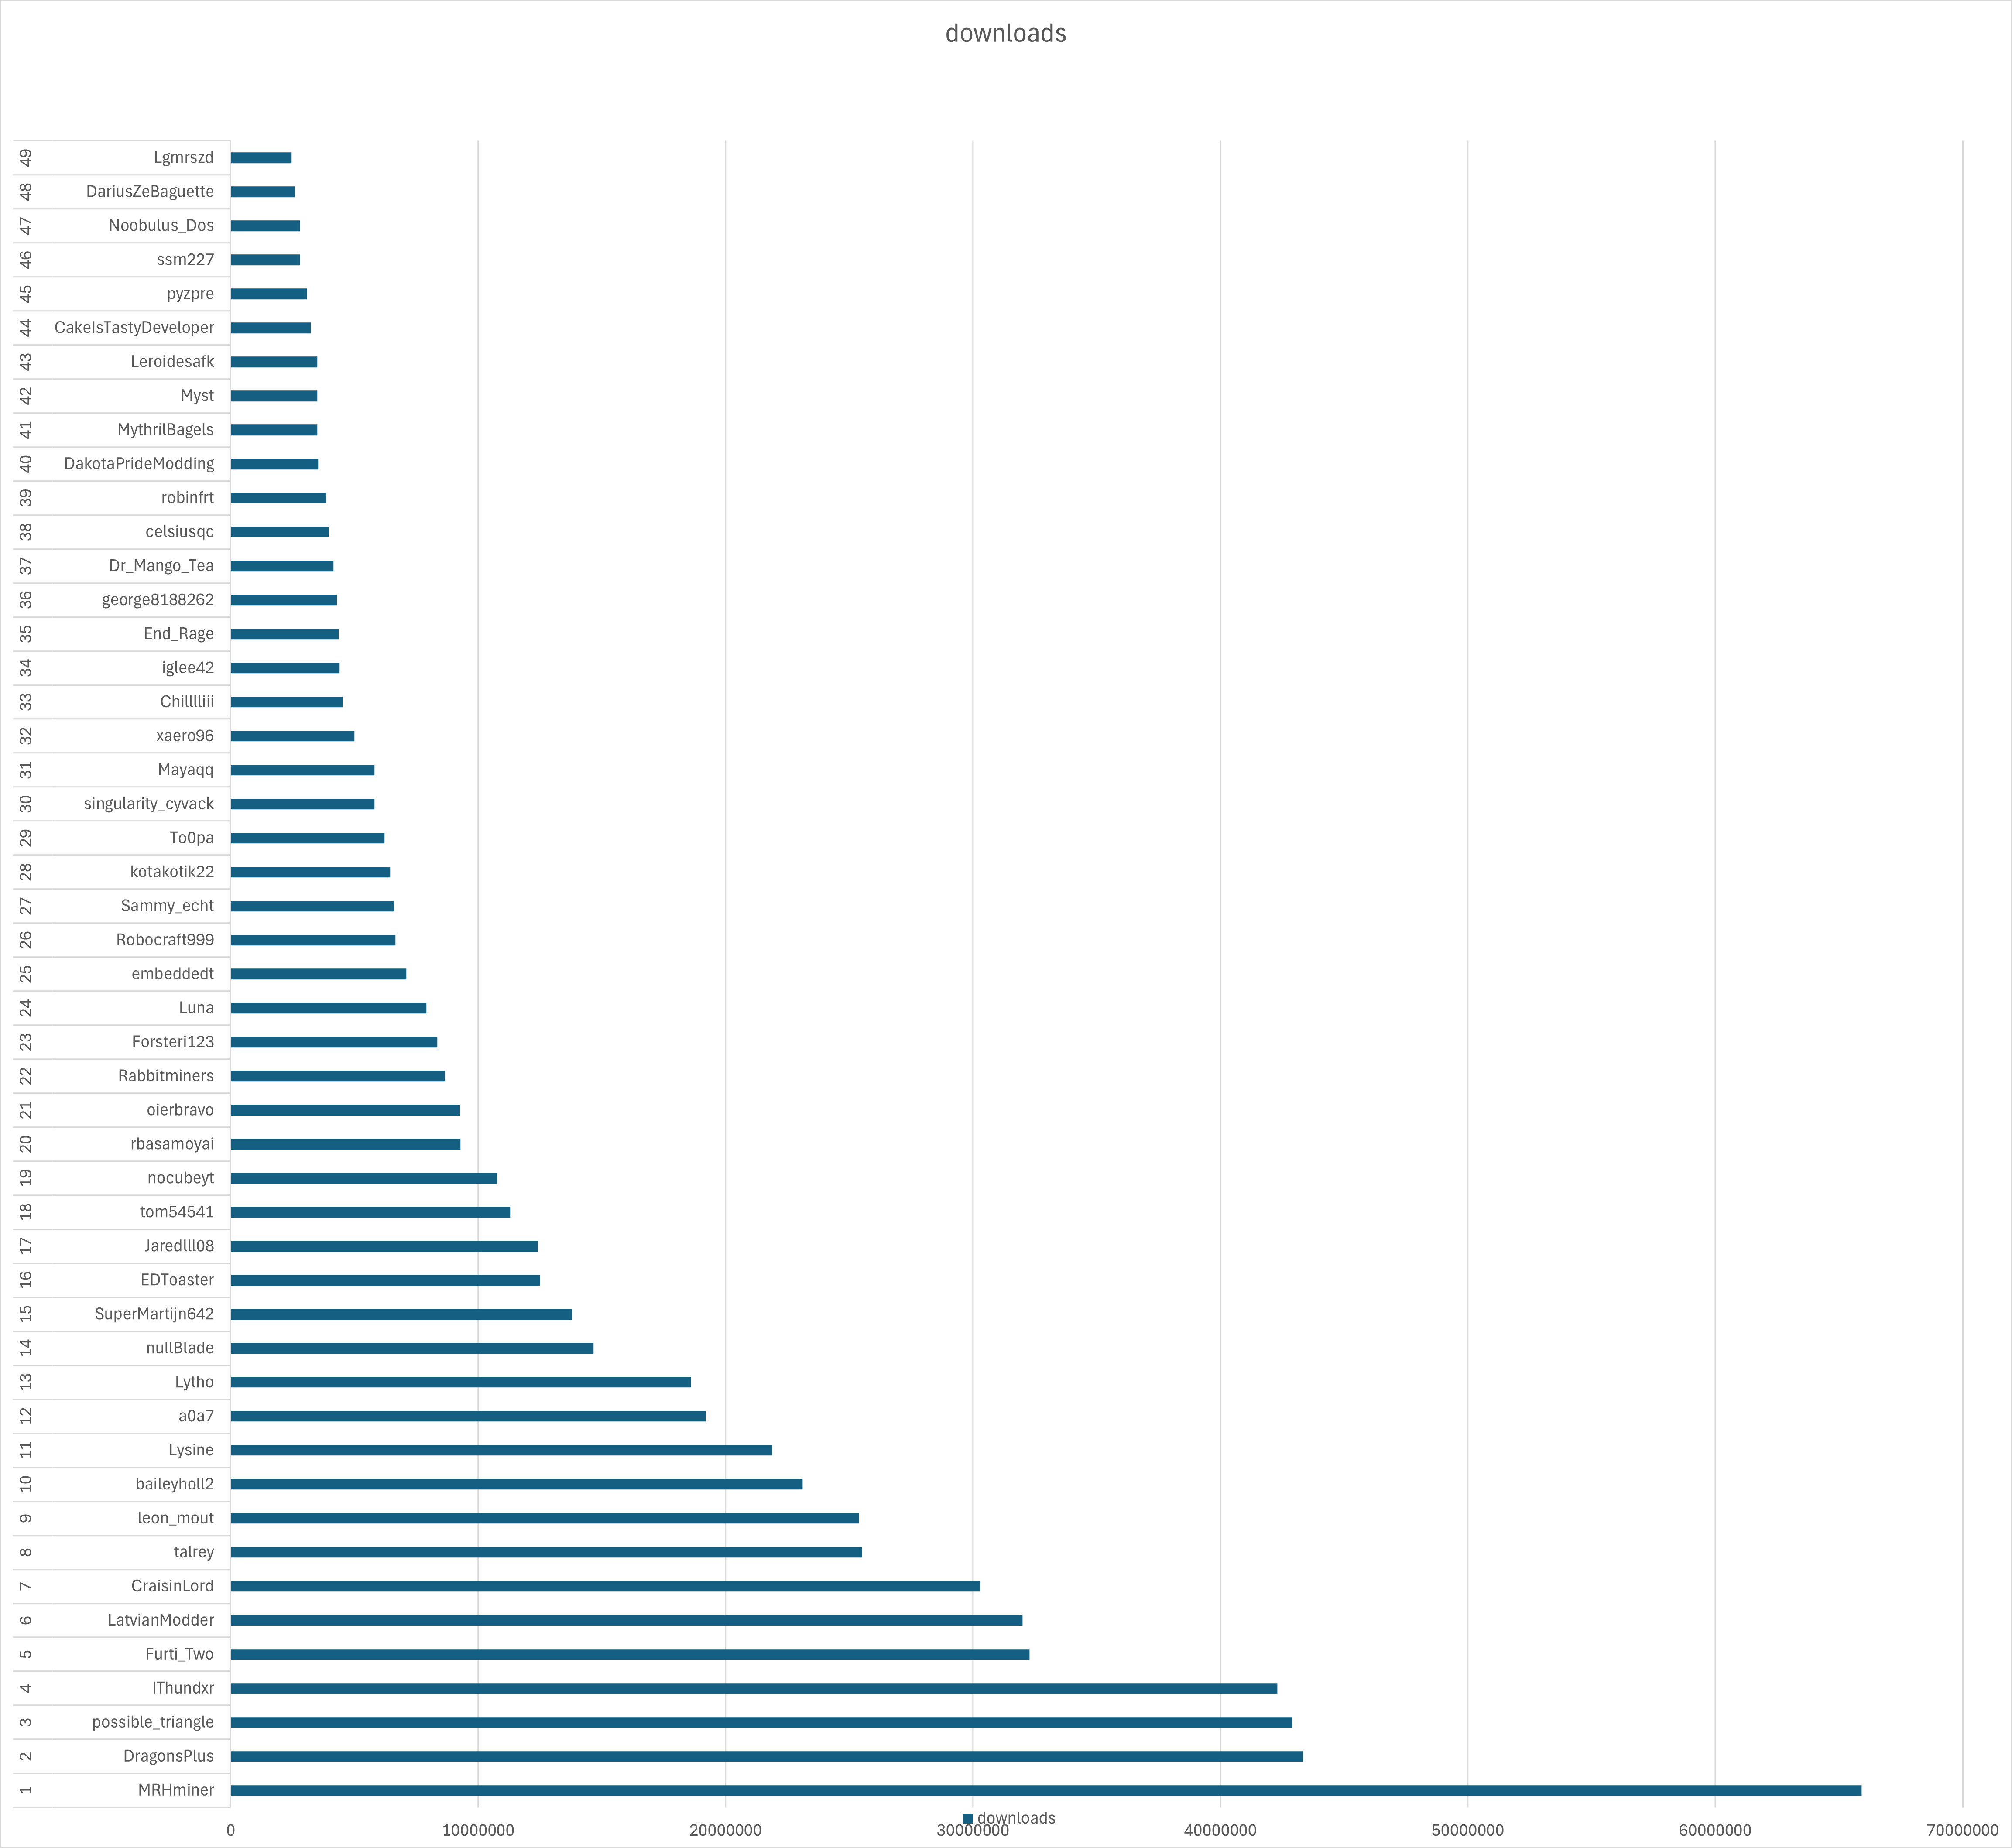 downloads
49 Lgmrszd
48 DariusZeBaguette
47 Noobulus_Dos
46 ssm227
45 pyzpre
44 CakeIsTastyDeveloper
43 Leroidesafk
42 Myst
41 MythrilBagels
40 DakotaPrideModding
39 robinfrt
38 celsiusqc
37 Dr_Mango_Tea
36 george8188262
35 End_Rage
34 iglee42
33 Chilllliii
32 xaero96
31 Mayaqq
30 singularity_cyvack
29 To0pa
28 kotakotik22
27 Sammy_echt
26 Robocraft999
25 embeddedt
24 Luna
23 Forsteri123
22 Rabbitminers
21 oierbravo
20 rbasamoyai
19 nocubeyt
18 tom54541
17 Jaredlll08
16 EDToaster
15 SuperMartijn642
14 nullBlade
13 Lytho
12 a0a7
11 Lysine
10 baileyholl2
9 leon_mout
8 talrey
7 CraisinLord
6 LatvianModder
5 Furti_Two
4 IThundxr
3 possible_triangle
2 DragonsPlus
1 MRHminer
downloads
0 10000000 20000000 30000000 40000000 50000000 60000000 70000000